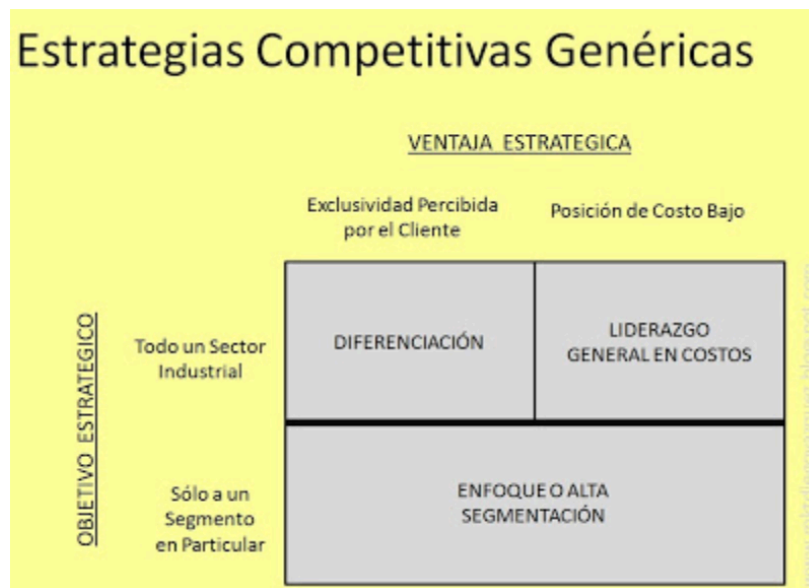 Estrategias Competitivas Genéricas
VENTAJA ESTRATEGICA
Exclusividad Percibida
por el Cliente
Posición de Costo Bajo
OBJETIVO ESTRATEGICO
Todo un Sector
Industrial
DIFERENCIACIÓN
LIDERAZGO
GENERAL EN COSTOS
Sólo a un
Segmento
en Particular
ENFOQUE O ALTA
SEGMENTACIÓN